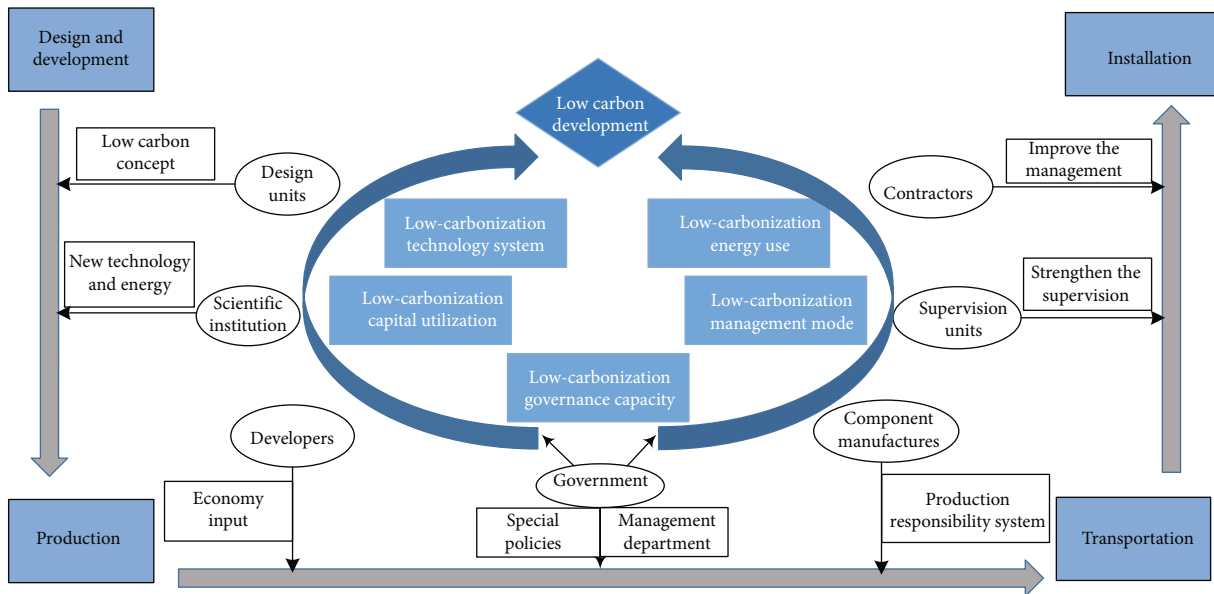 Design and
development
Installation
Low carbon
development
Low carbon
concept
Design
units
Improve the
management
Contractors
Low-carbonization
technology system
Low-carbonization
energy use
New technology
and energy
Scientific
institution
Low-carbonization
capital utilization
Low-carbonization
management mode
Strengthen the
supervision
Supervision
units
Low-carbonization
governance capacity
Developers
Component
manufactures
Government
Economy
input
Special
policies
Management
department
Production
responsibility system
Production
Transportation